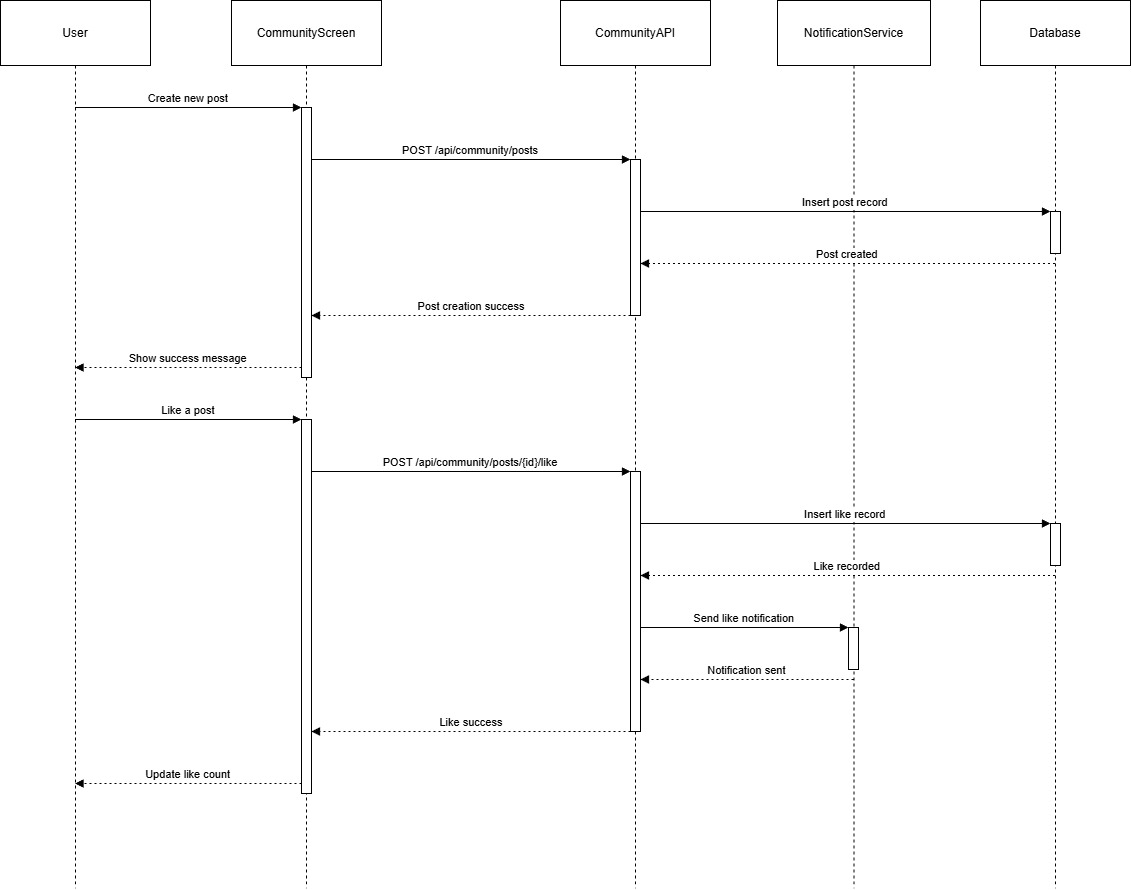 User
CommunityScreen
CommunityAPI
NotificationService
Database
Create new post
POST /api/community/posts
Insert post record
Post created
Post creation success
Show success message
Like a post
POST /api/community/posts/{id}/like
Insert like record
Like recorded
Send like notification
Notification sent
Like success
Update like count